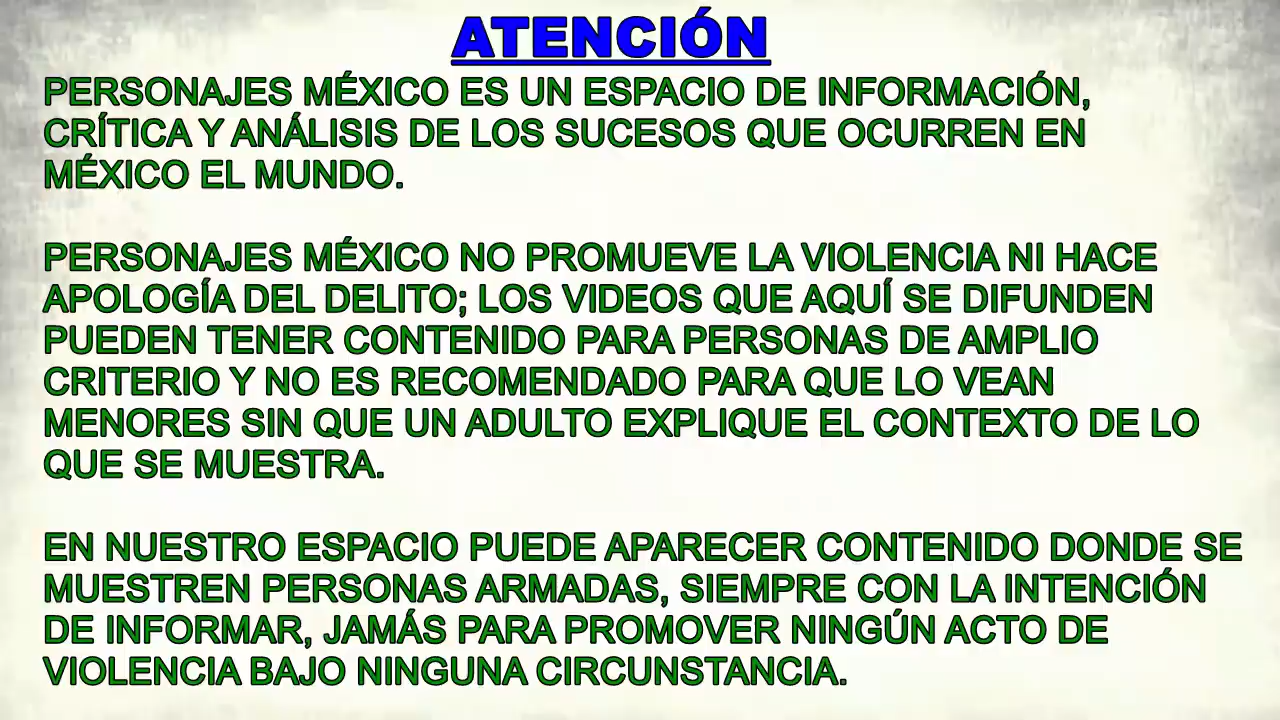 ATENCIÓN
PERSONAJES MÉXICO ES UN ESPACIO DE INFORMACIÓN,
CRÍTICA Y ANÁLISIS DE LOS SUCESOS QUE OCURREN EN
MÉXICO EL MUNDO.
PERSONAJES MÉXICO NO PROMUEVE LA VIOLENCIA NI HACE
APOLOGÍA DEL DELITO; LOS VIDEOS QUE AQUÍ SE DIFUNDEN
PUEDEN TENER CONTENIDO PARA PERSONAS DE AMPLIO
CRITERIO Y NO ES RECOMENDADO PARA QUE LO VEAN
MENORES SIN QUE UN ADULTO EXPLIQUE EL CONTEXTO DE LO
QUE SE MUESTRA.
EN NUESTRO ESPACIO PUEDE APARECER CONTENIDO DONDE SE
MUESTREN PERSONAS ARMADAS, SIEMPRE CON LA INTENCIÓN
DE INFORMAR, JAMÁS PARA PROMOVER NINGÚN ACTO DE
VIOLENCIA BAJO NINGUNA CIRCUNSTANCIA.